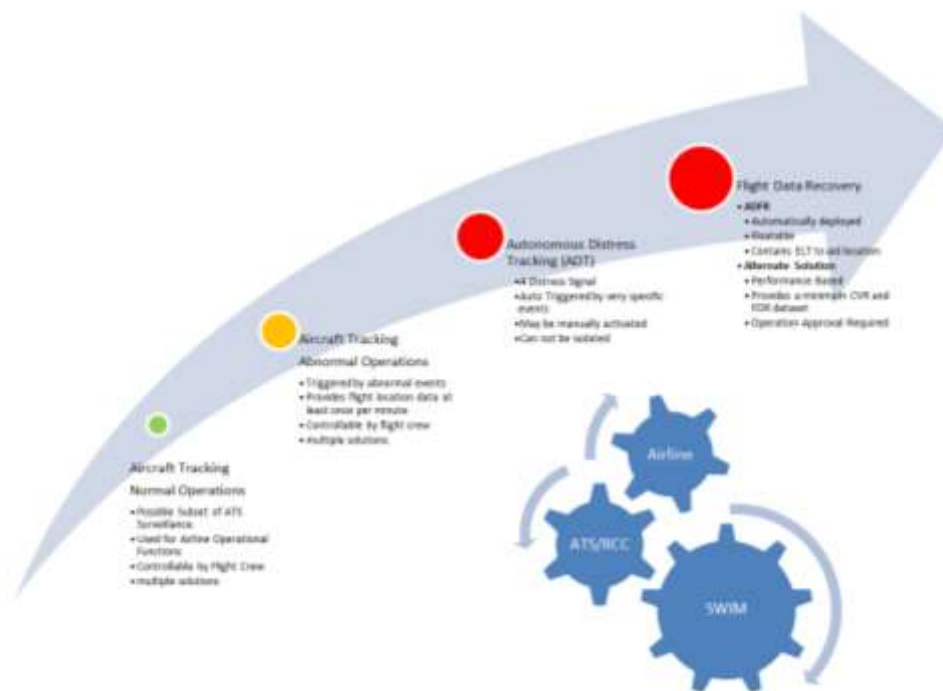 Aircraft Tracking
Normal Operations
• Possible Subset of ATS
Surveillance
• Used for Airline Operational
Functions
• Controllable by Flight Crew
• multiple solutions
Aircraft Tracking
Abnormal Operations
• Triggered by abnormal events
• Provides flight location data at
least once per minute
• Controllable by flight crew
• multiple solutions
Autonomous Distress
Tracking (ADT)
• A Distress Signal
• Auto Triggered by very specific
events
• May be manually activated
• Can not be isolated
Flight Data Recovery
• ADFR
• Automatically deployed
• Floatable
• Contains ELT to aid location
• Alternate Solution
• Performance Based
• Provides a minimum CVR and
FDR dataset
• Operation Approval Required
Airline
ATS/RCC
SWIM